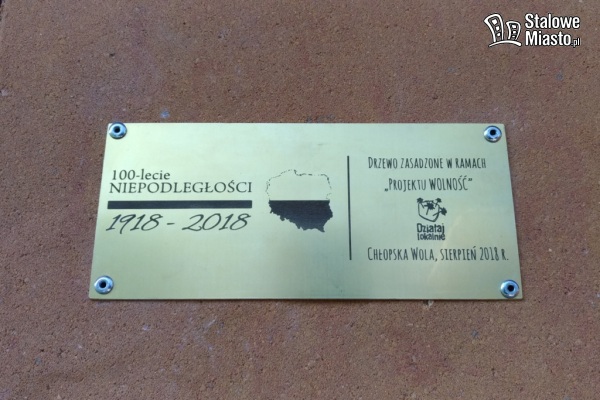 Stalowe
Miasto.pl
100-lecie
NIEPODLEGŁOŚCI
1918 - 2018
DRZEWO ZASADZONE W RAMACH
„PROJEKTU WOLNOŚĆ”
Działaj
Lokalnie
CHŁOPSKA WOLA, SIERPIEŃ 2018 R.